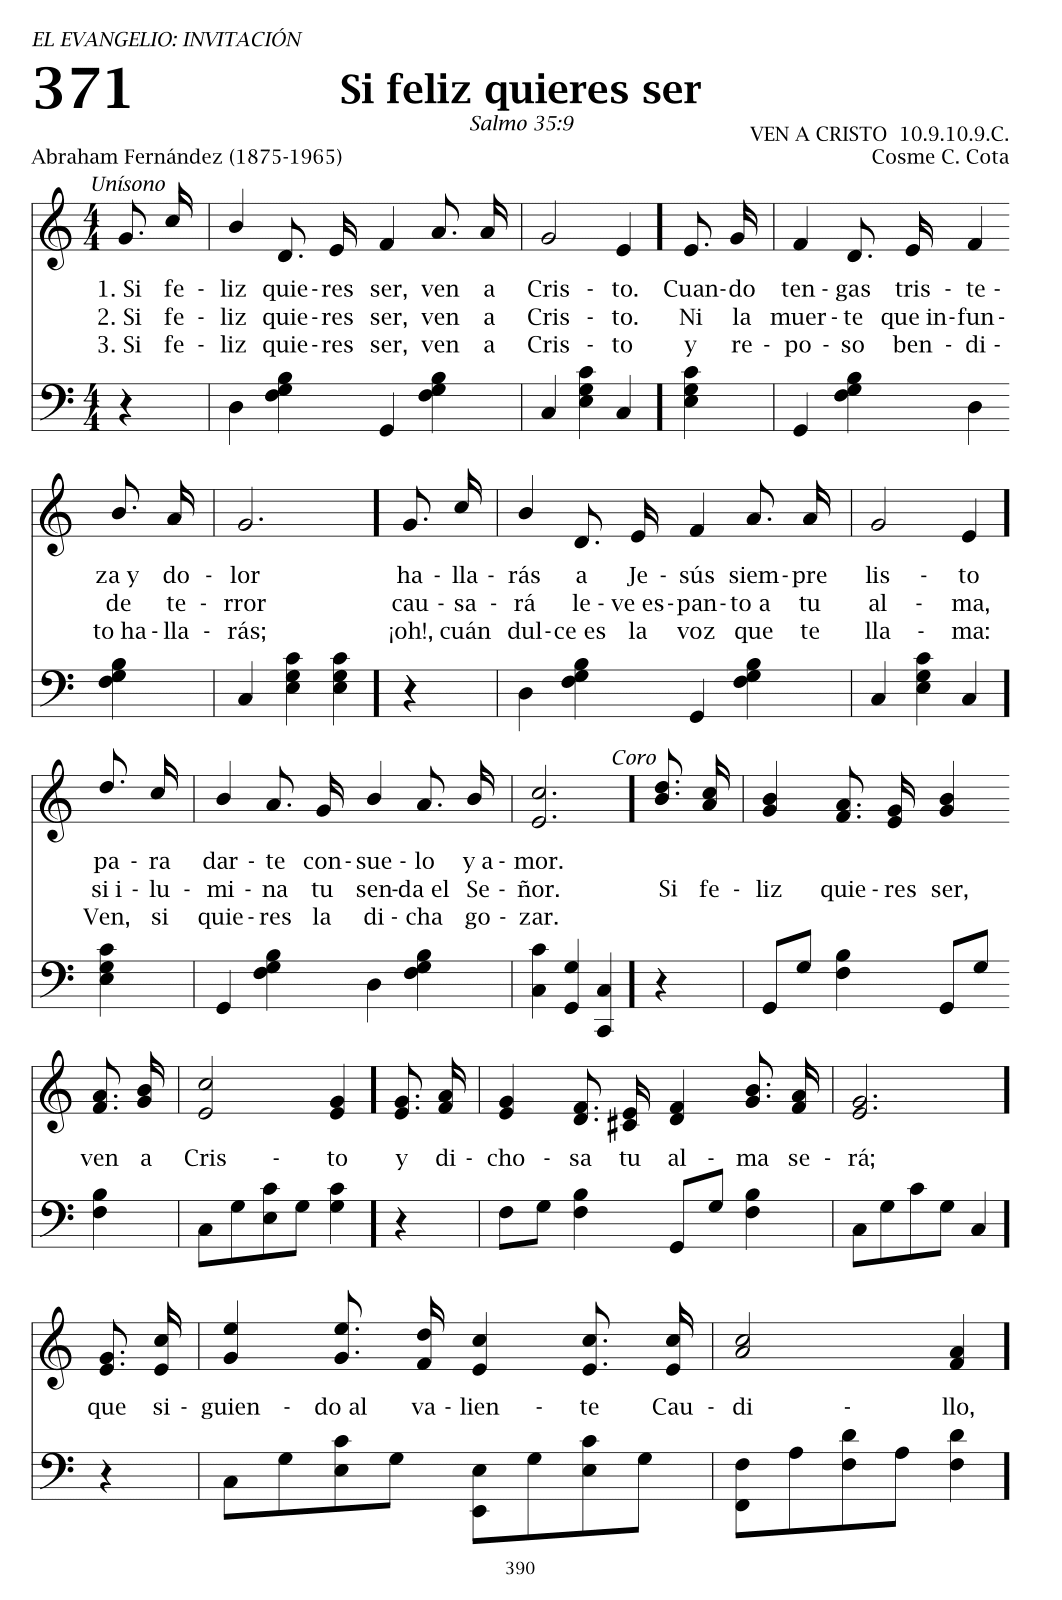 EL EVANGELIO: INVITACIÓN
371
Si feliz quieres ser
Salmo 35:9
VEN A CRISTO 10.9.10.9.C.
Abraham Fernández (1875-1965)
Cosme C. Cota
Unísono
1. Si fe - liz quie - res ser, ven a Cris - to. Cuan - do ten - gas tris - te -
2. Si fe - liz quie - res ser, ven a Cris - to. Ni la muer - te que in - fun -
3. Si fe - liz quie - res ser, ven a Cris - to y re - po - so ben - di -
za y do - lor ha - lla - rás a Je - sús siem - pre lis - to
de te - rror cau - sa - rá le - ve es - pan - to a tu al - ma,
to ha - lla - rás; ¡oh!, cuán dul - ce es la voz que te lla - ma:
Coro
pa - ra dar - te con - sue - lo y a - mor.
si i - lu - mi - na tu sen - da el Se - ñor. Si fe - liz quie - res ser,
Ven, si quie - res la di - cha go - zar.
ven a Cris - to y di - cho - sa tu al - ma se - rá;
que si - guien - do al va - lien - te Cau - di - llo,
390